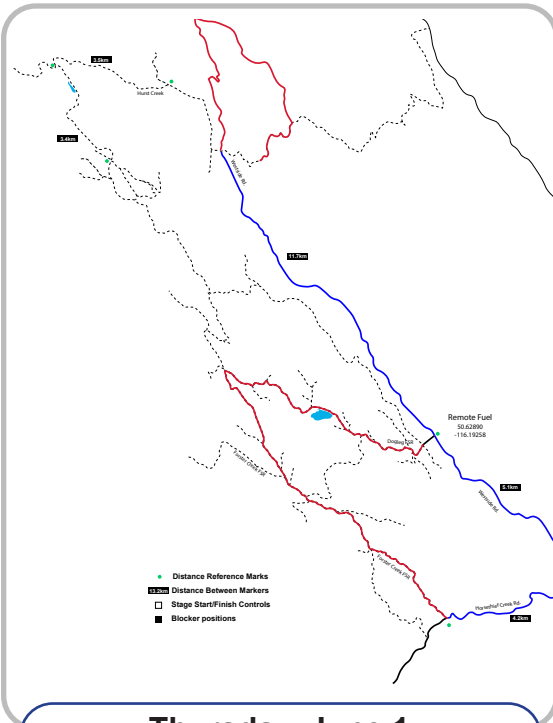 3.5km
Hurst Creek
3.4km
Westside Rd.
11.7km
Remote Fuel
50.62890
-116.19258
Dogleg FSR
Forster Creek FSR
5.1km
Westside Rd.
Forster Creek FSR
Horsethief Creek Rd.
4.2km
Distance Reference Marks
13.2km Distance Between Markers
Stage Start/Finish Controls
Blocker positions